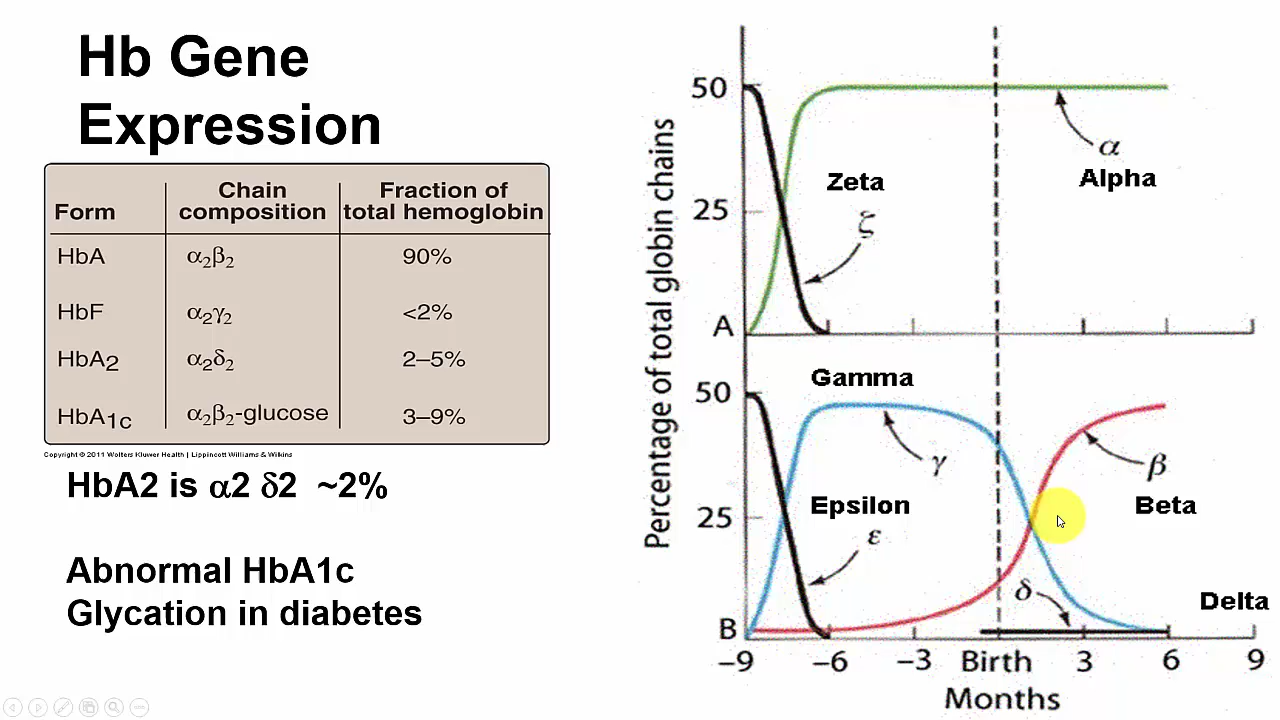 Hb Gene
Expression
Form Chain composition Fraction of total hemoglobin
HbA α2β2 90%
HbF α2γ2 <2%
HbA2 α2δ2 2–5%
HbA1c α2β2-glucose 3–9%
Copyright © 2011 Wolters Kluwer Health | Lippincott Williams & Wilkins
HbA2 is α2 δ2 ~2%
Abnormal HbA1c
Glycation in diabetes
Percentage of total globin chains
50
25
A
Zeta
ζ
α
Alpha
50
25
B
Gamma
γ
Epsilon
ε
β
Beta
δ
Delta
–9 –6 –3 Birth 3 6 9
Months